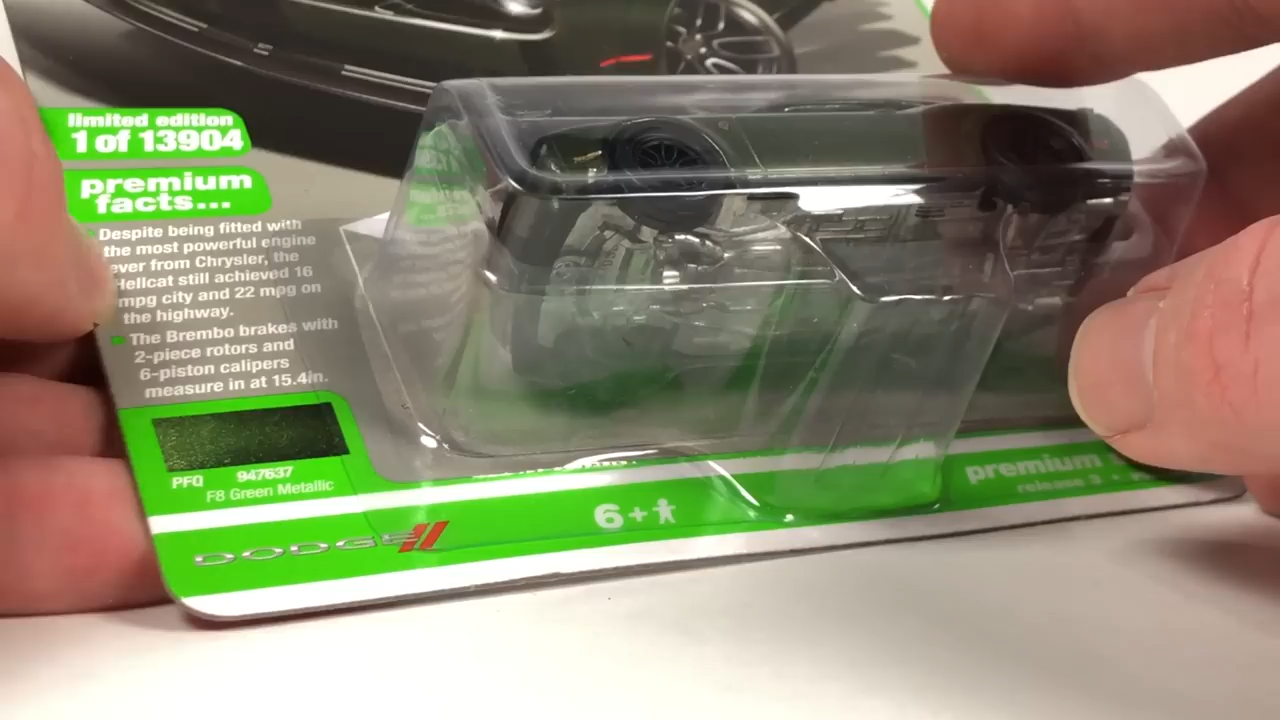 limited edition
1 of 13904
premium
facts...
Despite being fitted with
the most powerful engine
ever from Chrysler, the
Hellcat still achieved 16
mpg city and 22 mpg on
the highway.
The Brembo brakes with
2-piece rotors and
6-piston calipers
measure in at 15.4in.
PFQ 947637
F8 Green Metallic
DODGE
6+
premium
release 3